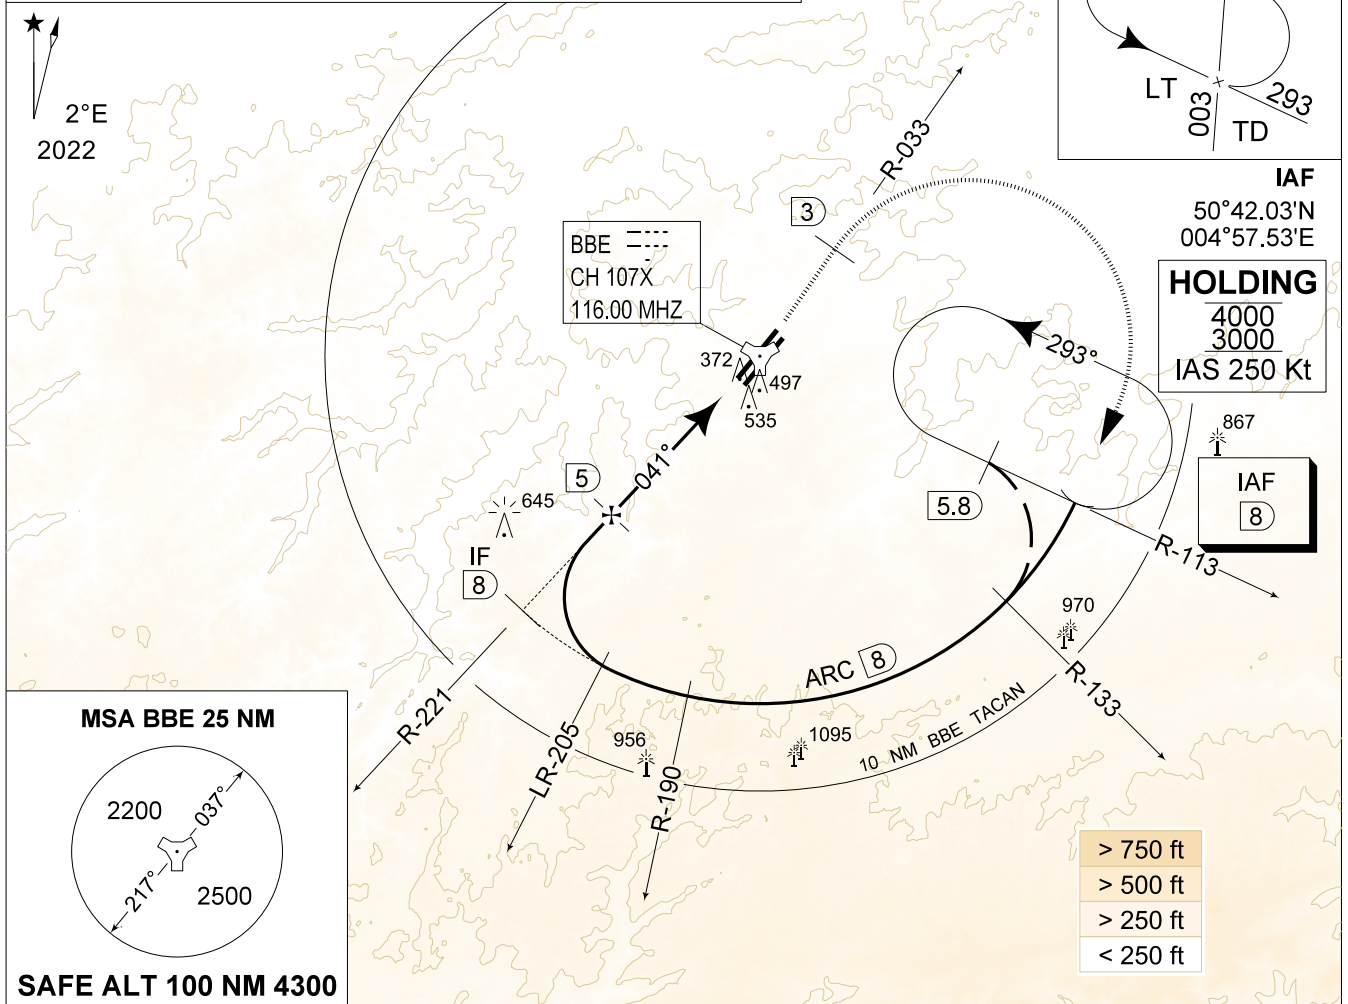 2°E
2022
LT
003
293
TD
IAF
50°42.03'N
004°57.53'E
HOLDING
4000
3000
IAS 250 Kt
R-033
3
BBE
CH 107X
116.00 MHZ
372
497
535
293°
867
IAF
8
5
041°
645
5.8
IF
8
R-113
970
ARC 8
R-133
10 NM BBE TACAN
R-221
LR-205
956
1095
R-190
MSA BBE 25 NM
2200
037°
217°
2500
SAFE ALT 100 NM 4300
> 750 ft
> 500 ft
> 250 ft
< 250 ft